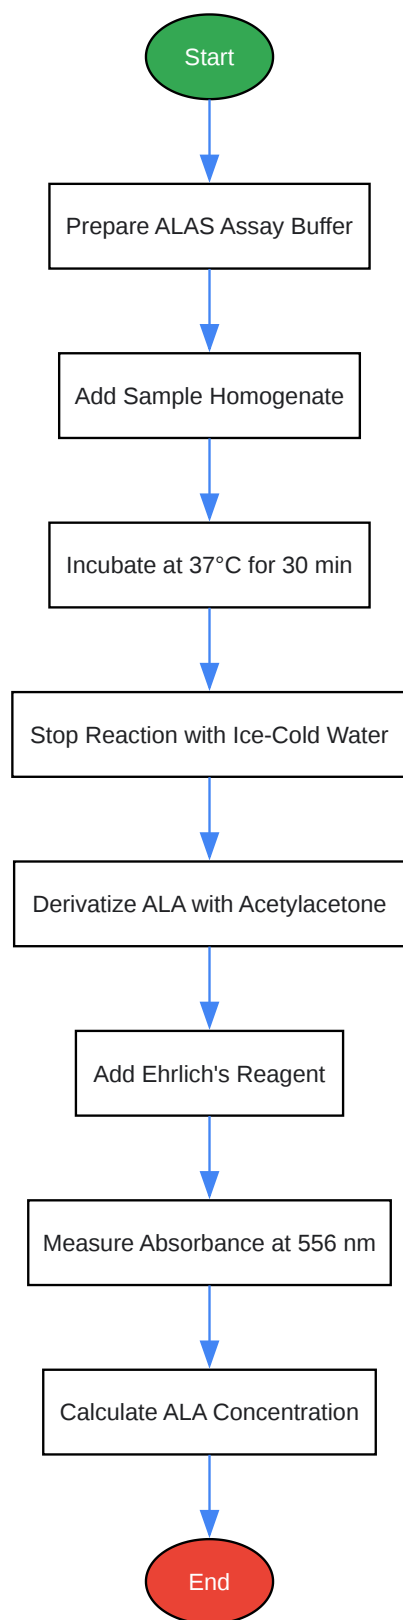 Start
Prepare ALAS Assay Buffer
Add Sample Homogenate
Incubate at 37°C for 30 min
Stop Reaction with Ice-Cold Water
Derivatize ALA with Acetylacetone
Add Ehrlich's Reagent
Measure Absorbance at 556 nm
Calculate ALA Concentration
End